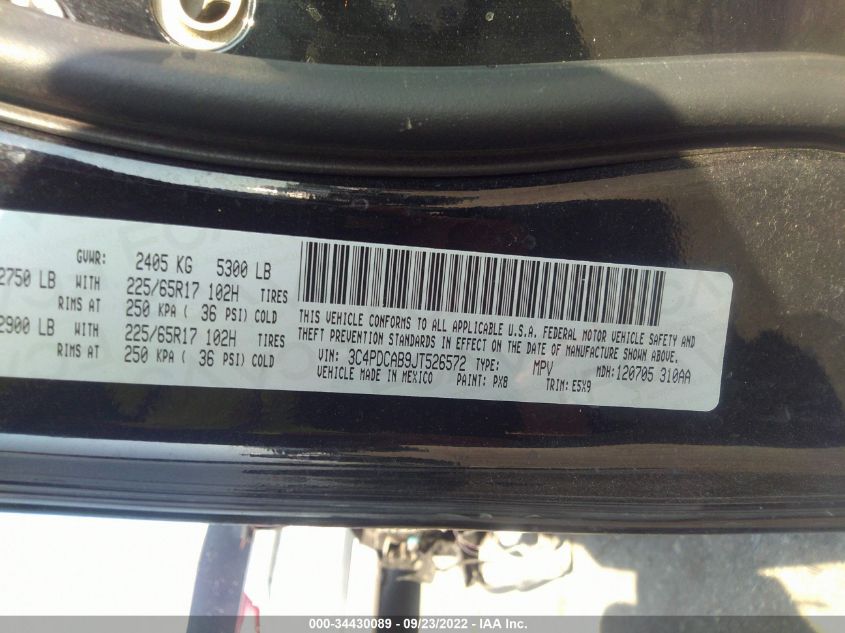 GVWR: 2405 KG 5300 LB
2750 LB WITH 225/65R17 102H TIRES
RIMS AT 250 KPA ( 36 PSI) COLD
2900 LB WITH 225/65R17 102H TIRES
RIMS AT 250 KPA ( 36 PSI) COLD
THIS VEHICLE CONFORMS TO ALL APPLICABLE U.S.A. FEDERAL MOTOR VEHICLE SAFETY AND
THEFT PREVENTION STANDARDS IN EFFECT ON THE DATE OF MANUFACTURE SHOWN ABOVE.
VIN: 3C4PDCAB9JT526572 TYPE: MPV MDH: 120705 310AA
VEHICLE MADE IN MEXICO PAINT: PX8 TRIM: E5X9
000-34430089 - 09/23/2022 - IAA Inc.